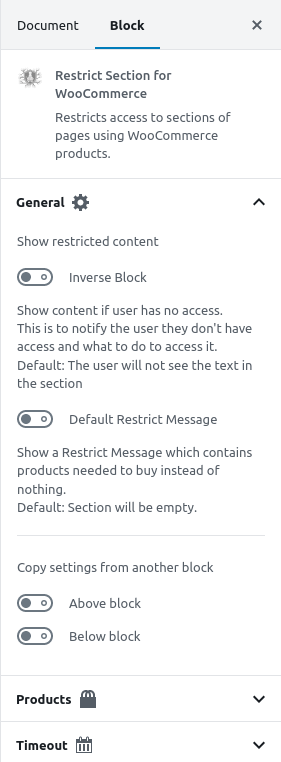 Document Block
Restrict Section for
WooCommerce
Restricts access to sections of
pages using WooCommerce
products.
General
Show restricted content
Inverse Block
Show content if user has no access.
This is to notify the user they don't have
access and what to do to access it.
Default: The user will not see the text in
the section
Default Restrict Message
Show a Restrict Message which contains
products needed to buy instead of
nothing.
Default: Section will be empty.
Copy settings from another block
Above block
Below block
Products
Timeout